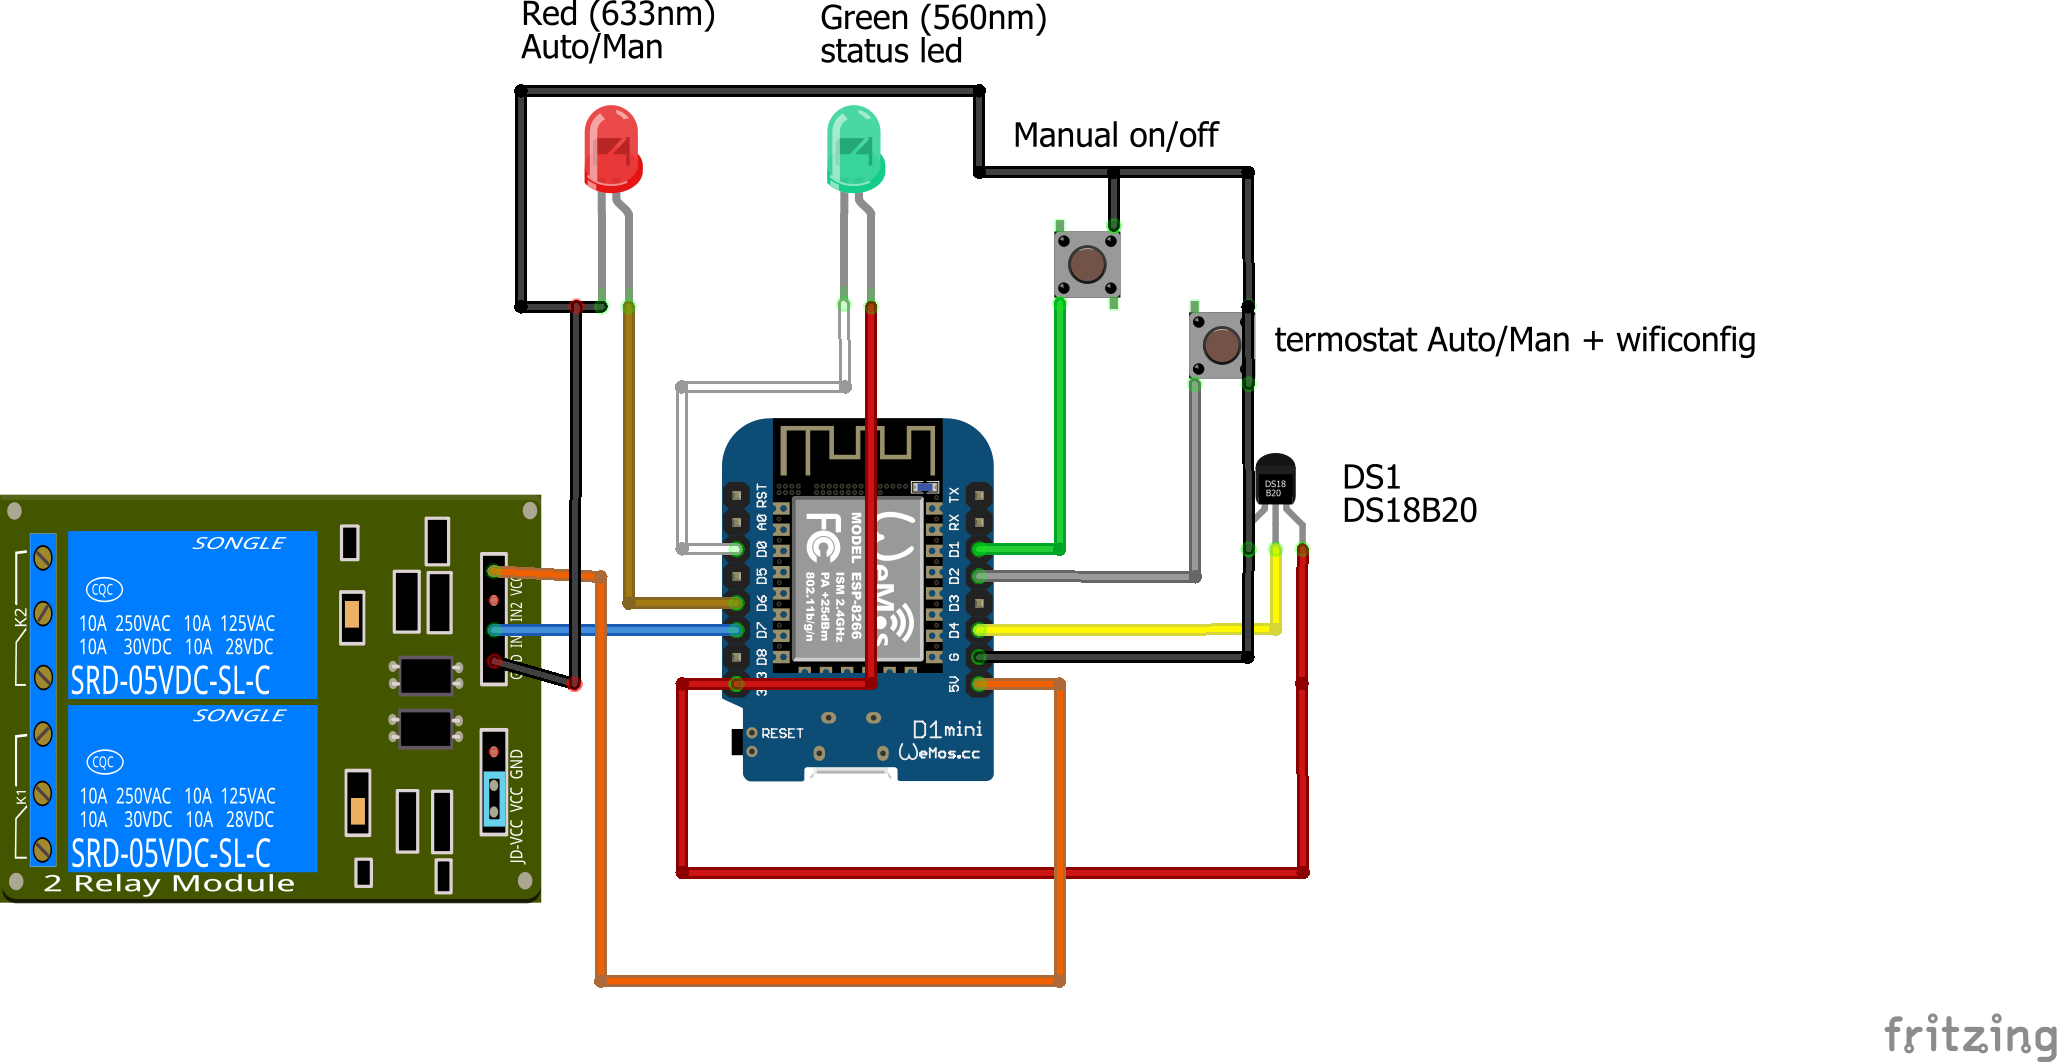 Red (633nm)
Auto/Man
Green (560nm)
status led
Manual on/off
termostat Auto/Man + wificonfig
DS18
B20
DS1
DS18B20
K2
SONGLE
CQC
10A 250VAC 10A 125VAC
10A 30VDC 10A 28VDC
SRD-05VDC-SL-C
K1
SONGLE
CQC
10A 250VAC 10A 125VAC
10A 30VDC 10A 28VDC
SRD-05VDC-SL-C
2 Relay Module
IN2 VCC
JD-VCC VCC GND
RST
A0
D0
D5
D6
D7
D8
TX
RX
D1
D2
D3
D4
G
5V
WeMos
FC
MODEL ESP-8266
ISM 2.4GHz
PA +25dBm
802.11b/g/n
RESET
D1mini
WeMos.cc
fritzing